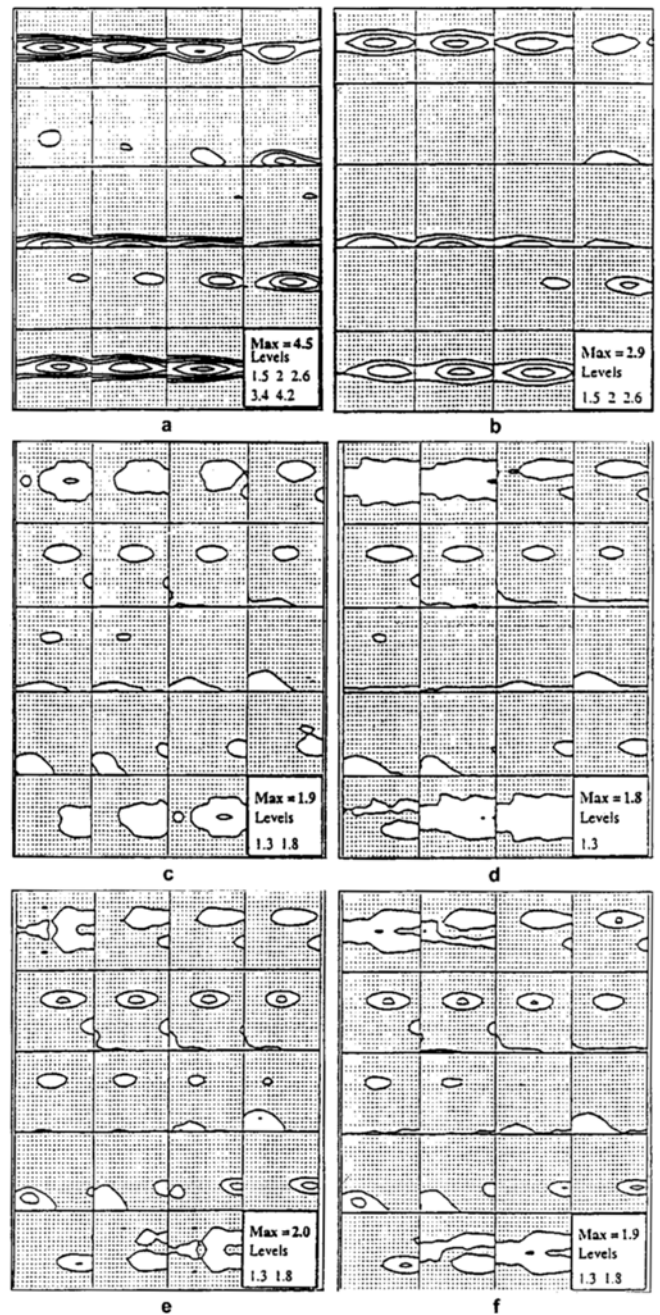 Max = 4.5
Levels
1.5 2 2.6
3.4 4.2
a
Max = 2.9
Levels
1.5 2 2.6
b
Max = 1.9
Levels
1.3 1.8
c
Max = 1.8
Levels
1.3
d
Max = 2.0
Levels
1.3 1.8
e
Max = 1.9
Levels
1.3 1.8
f